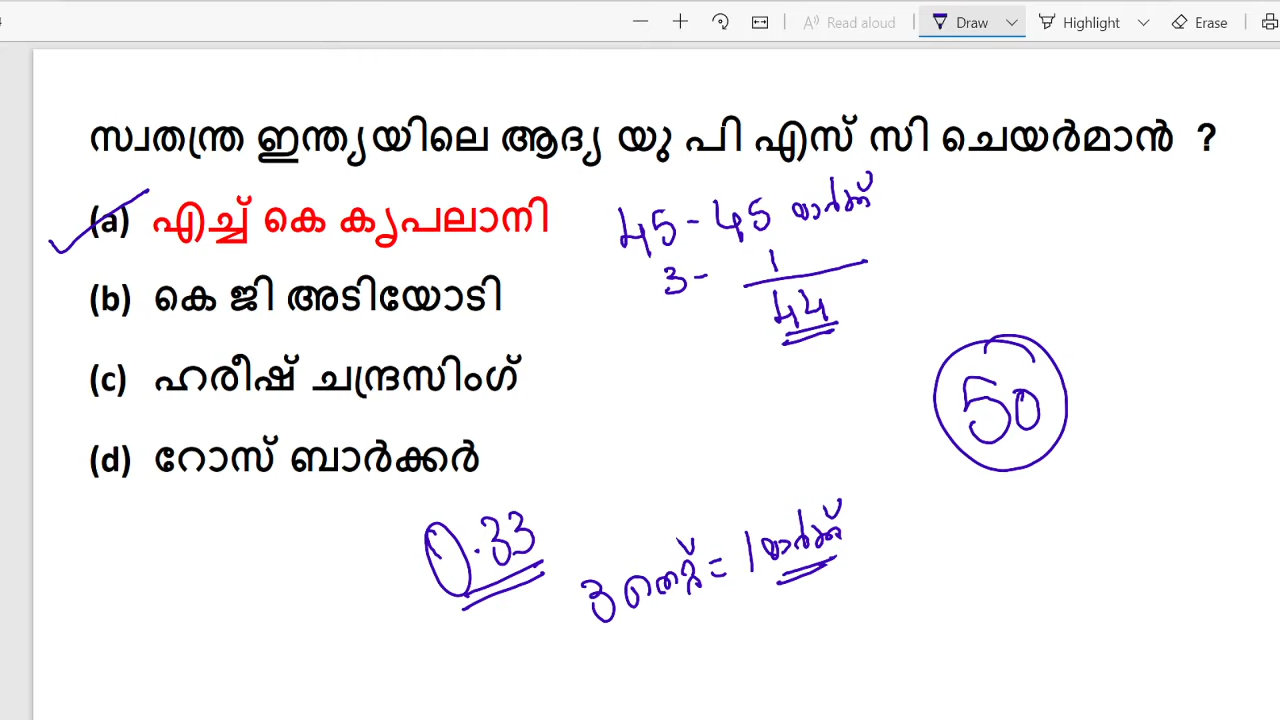 Read aloud
Draw
Highlight
Erase
സ്വതന്ത്ര ഇന്ത്യയിലെ ആദ്യ യു പി എസ് സി ചെയർമാൻ ?
(a) എച്ച് കെ കൃപലാനി
45 - 45 മാർക്ക്
3 - 1
44
(b) കെ ജി അടിയോടി
(c) ഹരീഷ് ചന്ദ്രസിംഗ്
50
(d) റോസ് ബാർക്കർ
0.33
3 തെറ്റ് = 1 മാർക്ക്